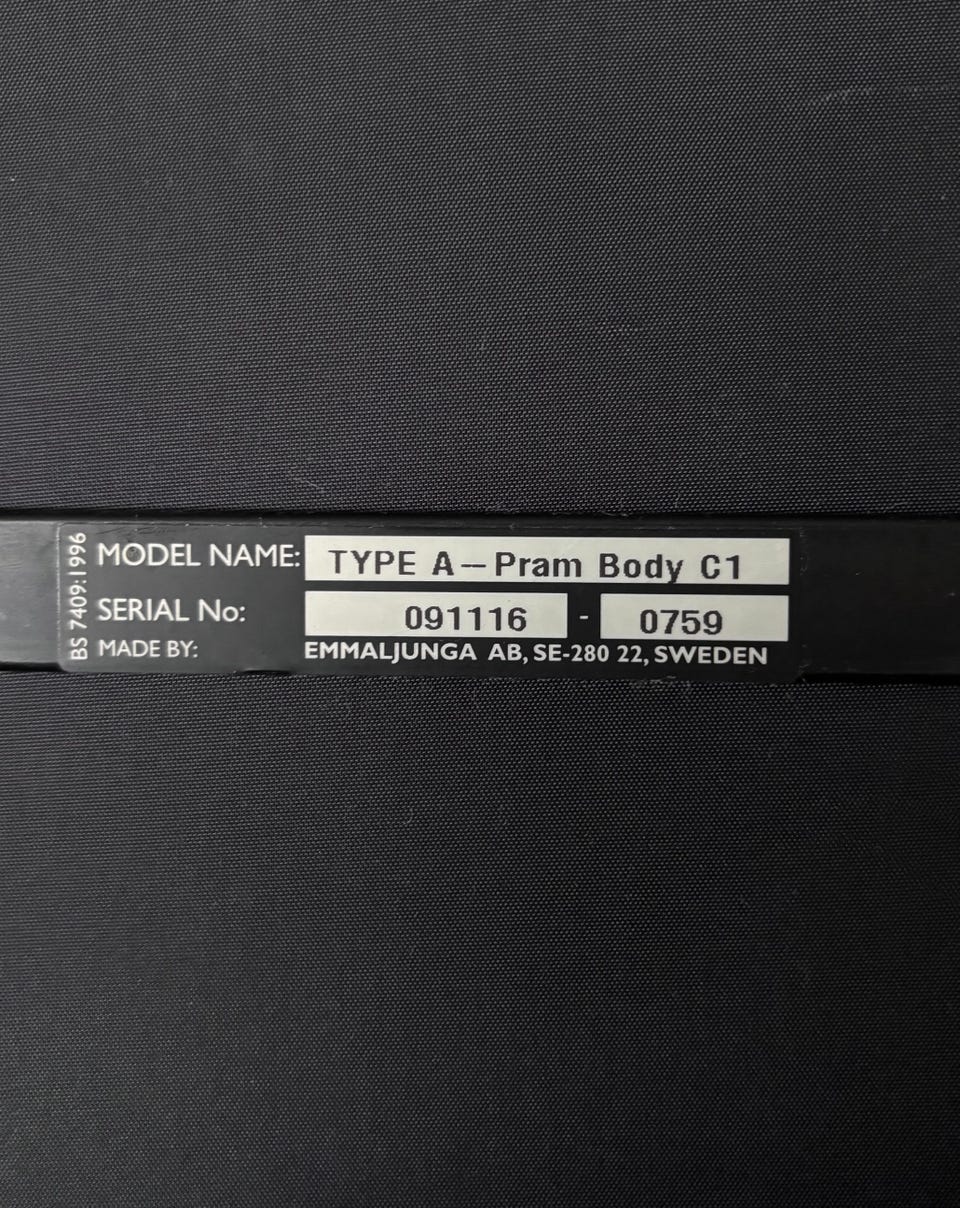 BS 7409:1996
MODEL NAME: TYPE A – Pram Body C1
SERIAL No: 091116 - 0759
MADE BY: EMMALJUNGA AB, SE-280 22, SWEDEN